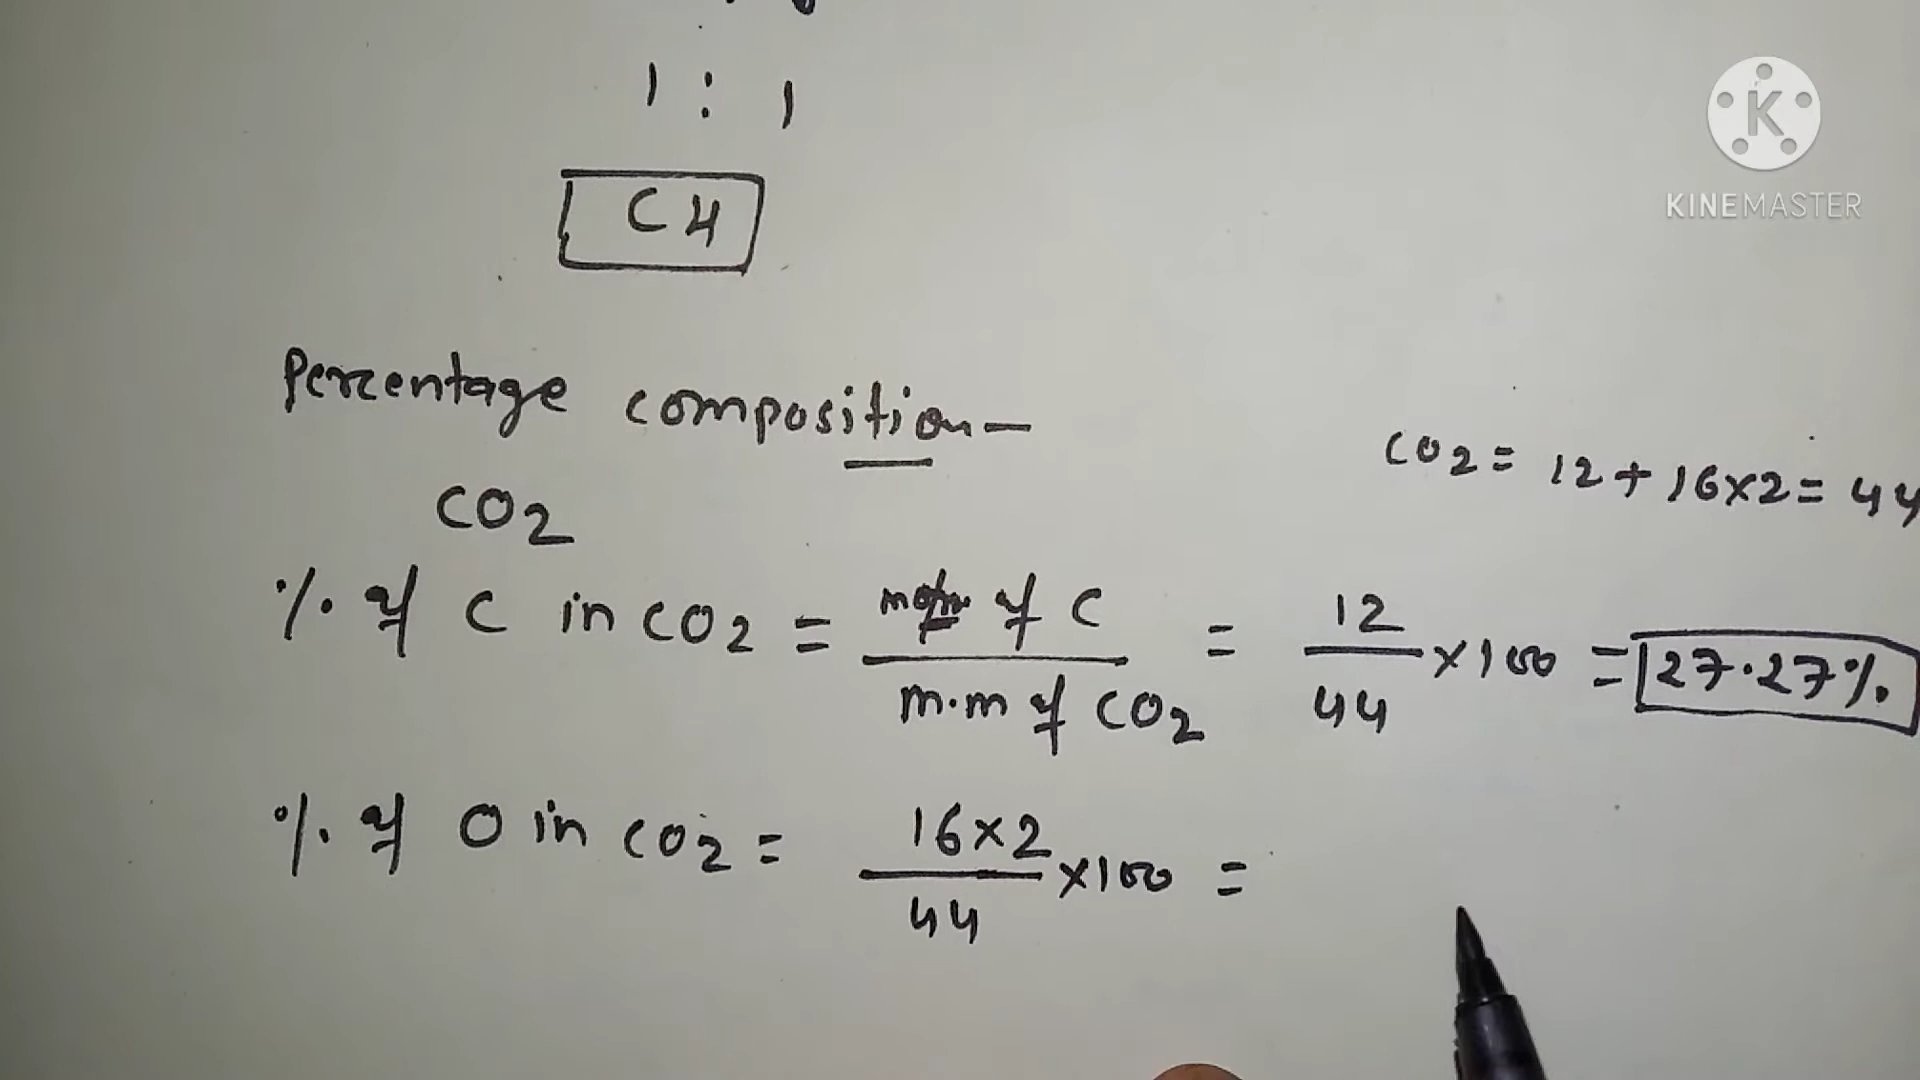 1 : 1
CH
K
KINEMASTER
Percentage composition—
CO2 = 12 + 16×2 = 44
CO2
% of C in CO2 = of C / m.m of CO2 = 12/44 ×100 = 27.27%.
% of O in CO2 = 16×2/44 ×100 =